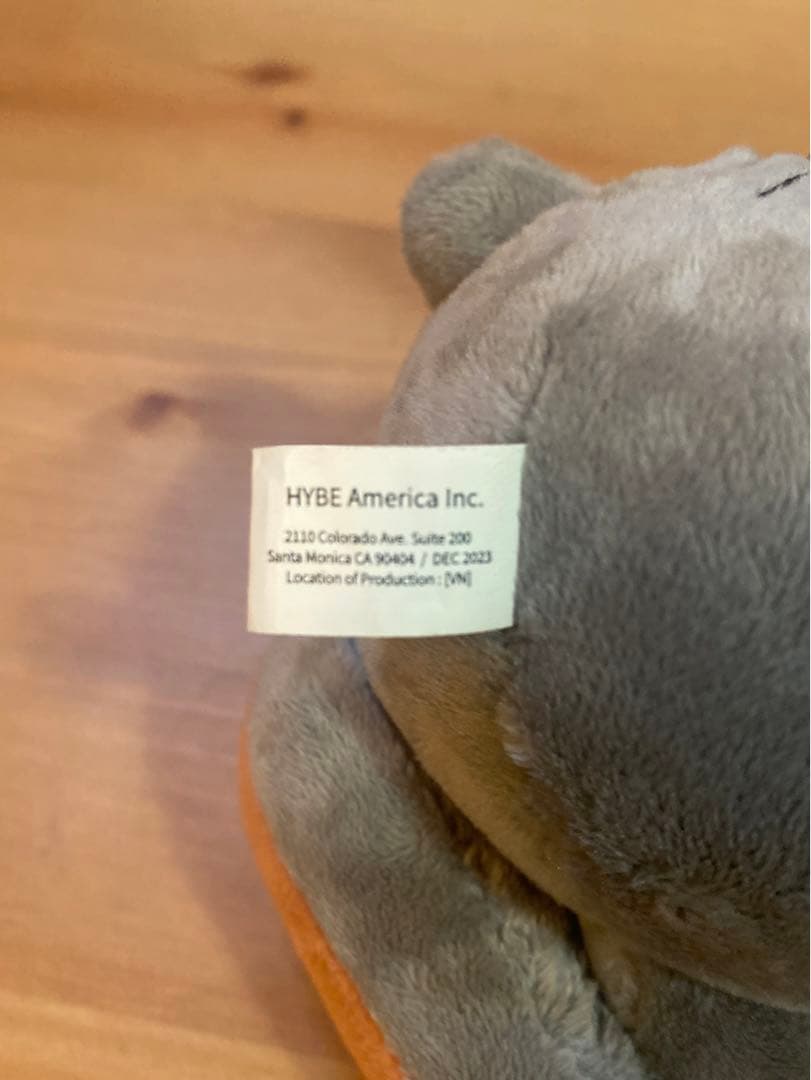 HYBE America Inc.
2110 Colorado Ave. Suite 200
Santa Monica CA 90404 / DEC 2023
Location of Production : [VN]